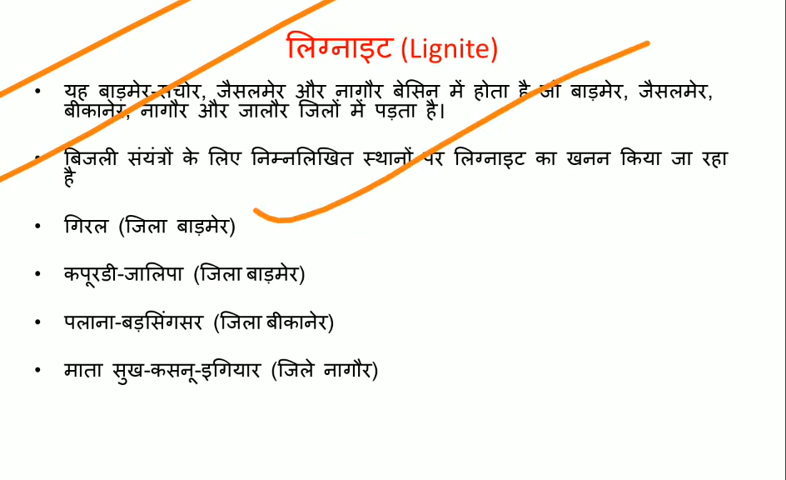 लिग्नाइट (Lignite)
• यह बाड़मेर-सचोर, जैसलमेर और नागौर बेसिन में होता है जो बाड़मेर, जैसलमेर,
बीकानेर, नागौर और जालौर जिलों में पड़ता है।
• बिजली संयंत्रों के लिए निम्नलिखित स्थानों पर लिग्नाइट का खनन किया जा रहा
है
• गिरल (जिला बाड़मेर)
• कपूरडी-जालिपा (जिला बाड़मेर)
• पलाना-बड़सिंगसर (जिला बीकानेर)
• माता सुख-कसनू-इगियार (जिले नागौर)